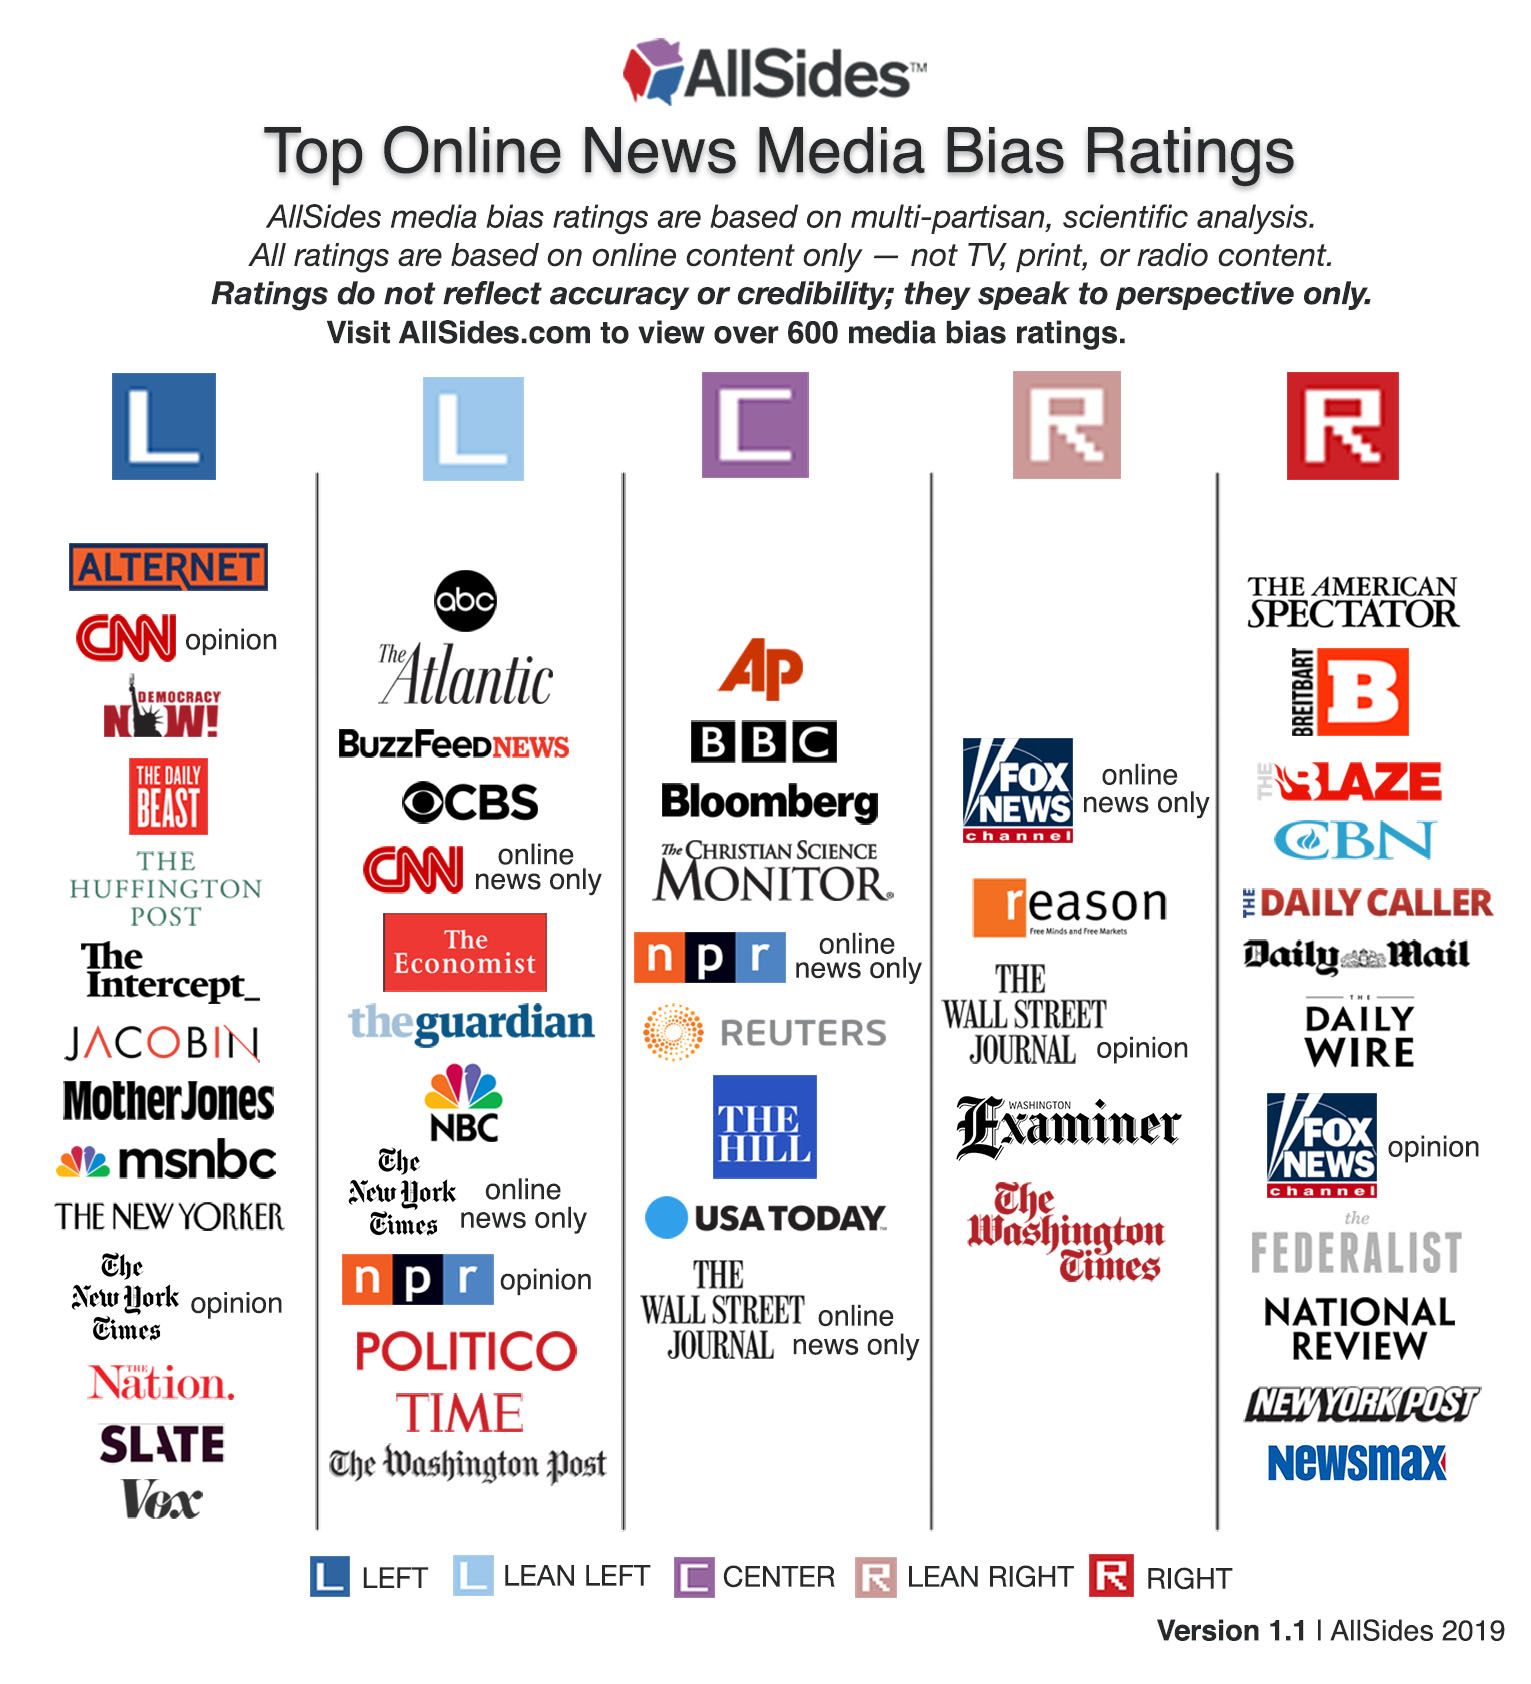 AllSides™
Top Online News Media Bias Ratings
AllSides media bias ratings are based on multi-partisan, scientific analysis.
All ratings are based on online content only — not TV, print, or radio content.
Ratings do not reflect accuracy or credibility; they speak to perspective only.
Visit AllSides.com to view over 600 media bias ratings.
L
L
C
R
R
ALTERNET
CNN opinion
DEMOCRACY
NOW!
THE DAILY
BEAST
THE
HUFFINGTON
POST
The
Intercept_
JACOBIN
Mother Jones
msnbc
THE NEW YORKER
The
New York
Times
opinion
THE
Nation.
SLATE
Vox
abc
The
Atlantic
BuzzFeedNEWS
CBS
CNN
online
news only
The
Economist
theguardian
NBC
The
New York
Times
online
news only
npr opinion
POLITICO
TIME
The Washington Post
AP
BBC
Bloomberg
The CHRISTIAN SCIENCE
MONITOR®
npr
online
news only
REUTERS
THE
HILL
USA TODAY
THE
WALL STREET
JOURNAL
online
news only
FOX
NEWS
channel
online
news only
reason
Free Minds and Free Markets
THE
WALL STREET
JOURNAL opinion
WASHINGTON
Examiner
The
Washington
Times
THE AMERICAN
SPECTATOR
BREITBART
B
THE BLAZE
CBN
THE DAILY CALLER
Daily Mail
THE
DAILY
WIRE
FOX
NEWS
channel
opinion
the
FEDERALIST
NATIONAL
REVIEW
NEW YORK POST
Newsmax
L LEFT L LEAN LEFT C CENTER R LEAN RIGHT R RIGHT
Version 1.1 | AllSides 2019